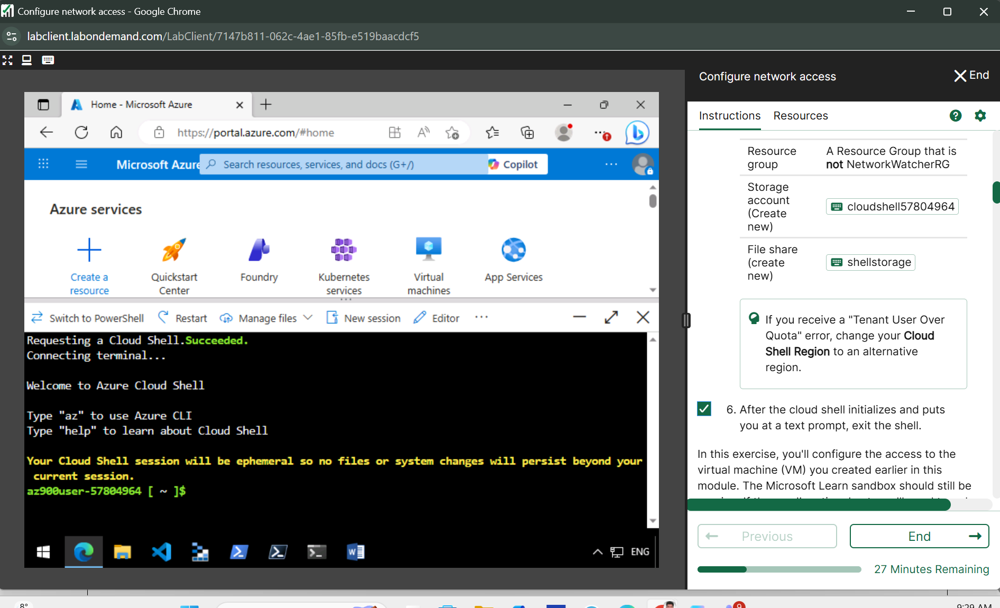 Configure network access - Google Chrome
labclient.labondemand.com/LabClient/7147b811-062c-4ae1-85fb-e519baacdcf5
Home - Microsoft Azure
https://portal.azure.com/#home
Microsoft Azure
Search resources, services, and docs (G+/)
Copilot
Azure services
Create a resource
Quickstart Center
Foundry
Kubernetes services
Virtual machines
App Services
Switch to PowerShell
Restart
Manage files
New session
Editor
Requesting a Cloud Shell.Succeeded.
Connecting terminal...
Welcome to Azure Cloud Shell
Type "az" to use Azure CLI
Type "help" to learn about Cloud Shell
Your Cloud Shell session will be ephemeral so no files or system changes will persist beyond your
current session.
az900user-57804964 [ ~ ]$
ENG
Configure network access
End
Instructions
Resources
Resource
group
A Resource Group that is
not NetworkWatcherRG
Storage
account
(Create
new)
cloudshell57804964
File share
(create
new)
shellstorage
If you receive a "Tenant User Over
Quota" error, change your Cloud
Shell Region to an alternative
region.
6. After the cloud shell initializes and puts
you at a text prompt, exit the shell.
In this exercise, you'll configure the access to the
virtual machine (VM) you created earlier in this
module. The Microsoft Learn sandbox should still be
Previous
End
27 Minutes Remaining
8°
9
9:29 AM